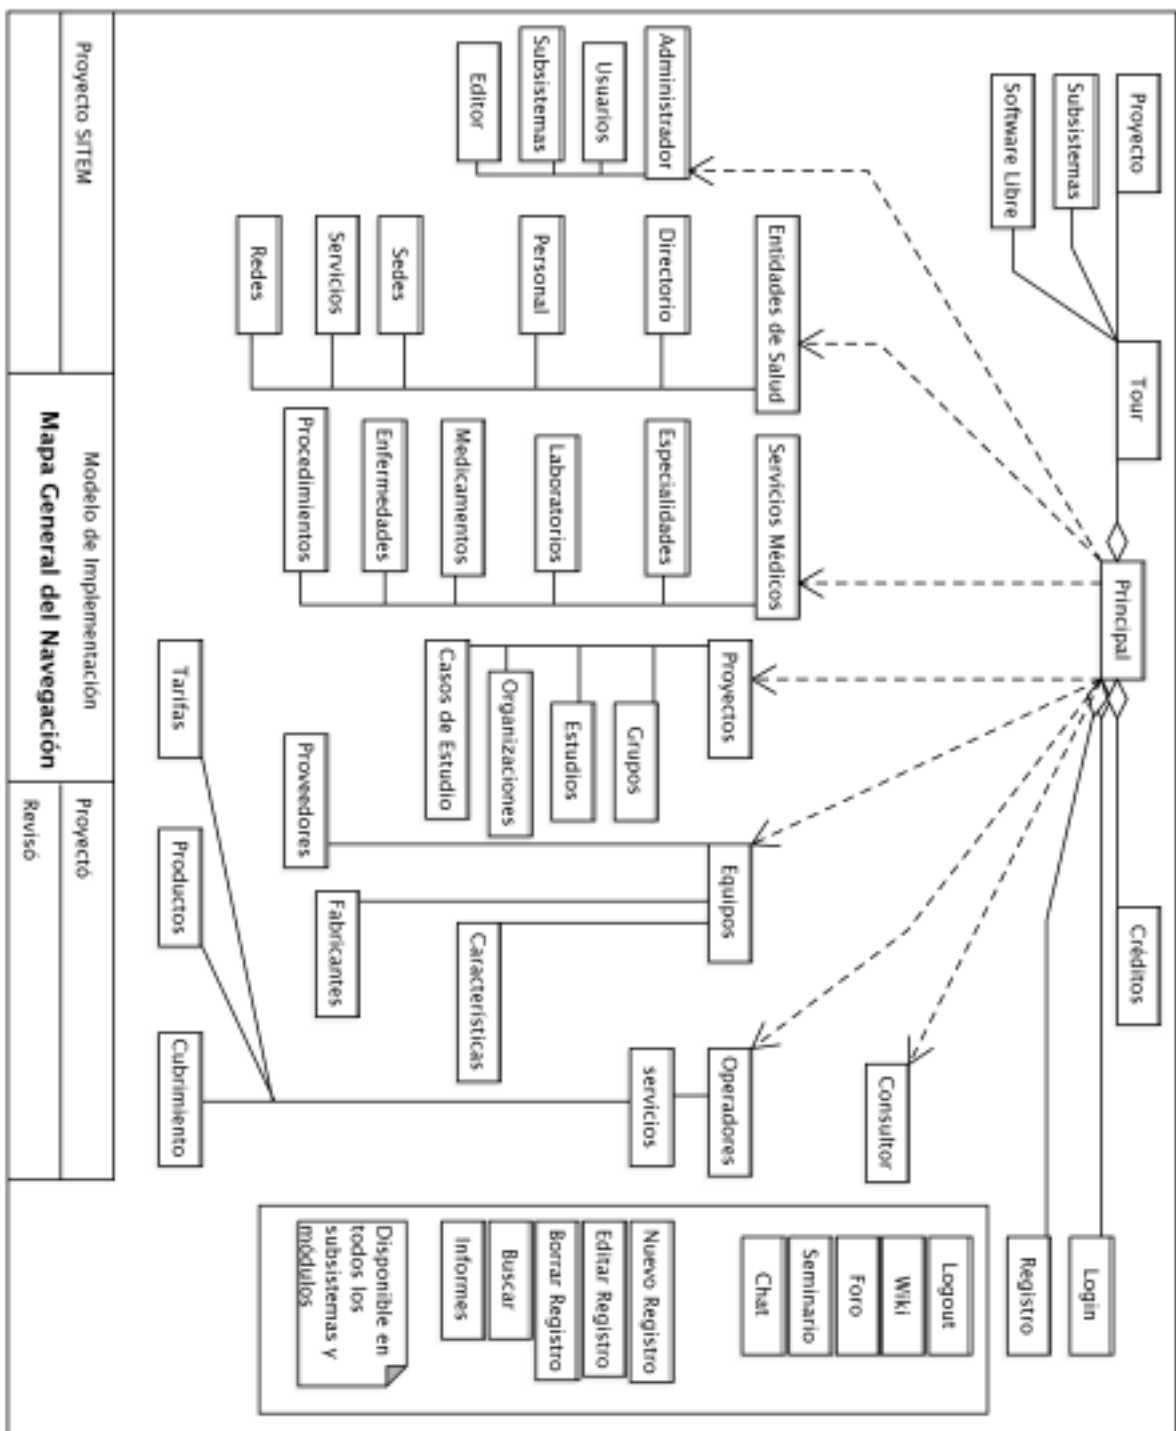 Proyecto
Subsistemas
Software Libre
Tour
Principal
Créditos
Login
Registro
Administrador
Usuarios
Subsistemas
Editor
Entidades de Salud
Directorio
Personal
Sedes
Servicios
Redes
Servicios Médicos
Especialidades
Laboratorios
Medicamentos
Enfermedades
Procedimientos
Proyectos
Grupos
Estudios
Organizaciones
Casos de Estudio
Equipos
Proveedores
Fabricantes
Características
Operadores
servicios
Tarifas
Productos
Cubrimiento
Consultor
Logout
Wiki
Foro
Seminario
Chat
Nuevo Registro
Editar Registro
Borrar Registro
Buscar
Informes
Disponible en
todos los
subsistemas y
módulos
Proyecto SITEM
Modelo de Implementación
Mapa General del Navegación
Proyectó
Revisó